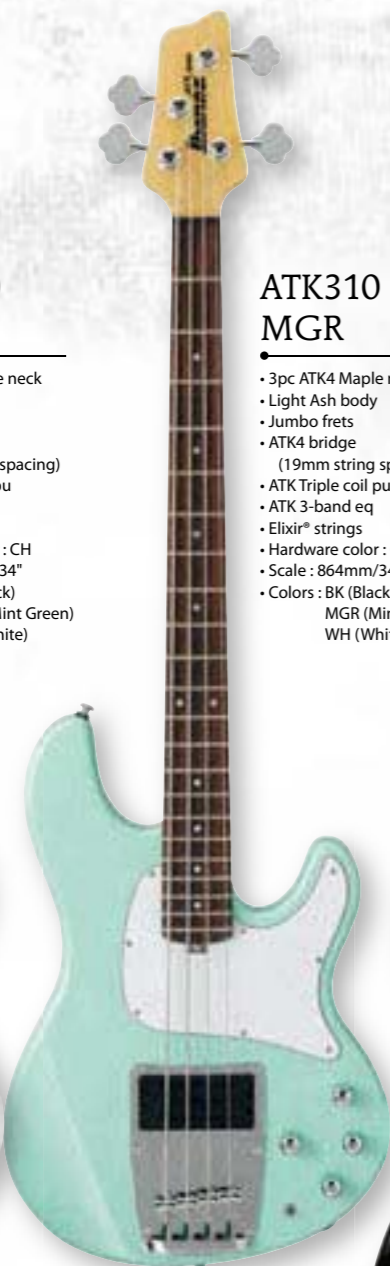 e neck
spacing)
ou
: CH
34"
k)
int Green)
hite)
Ibanez
ATK310
MGR
• 3pc ATK4 Maple
• Light Ash body
• Jumbo frets
• ATK4 bridge
(19mm string sp
• ATK Triple coil pu
• ATK 3-band eq
• Elixir® strings
• Hardware color :
• Scale : 864mm/34
• Colors : BK (Black
MGR (Min
WH (Whit